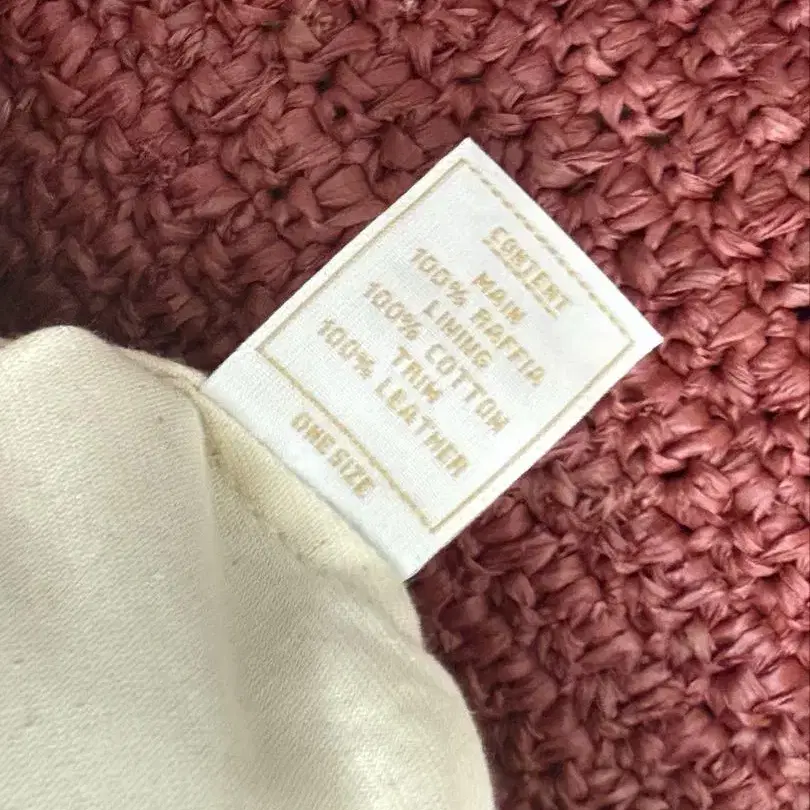 CONTENT
MAIN
100% RAFFIA
LINING
100% COTTON
TRIM
100% LEATHER
ONE SIZE